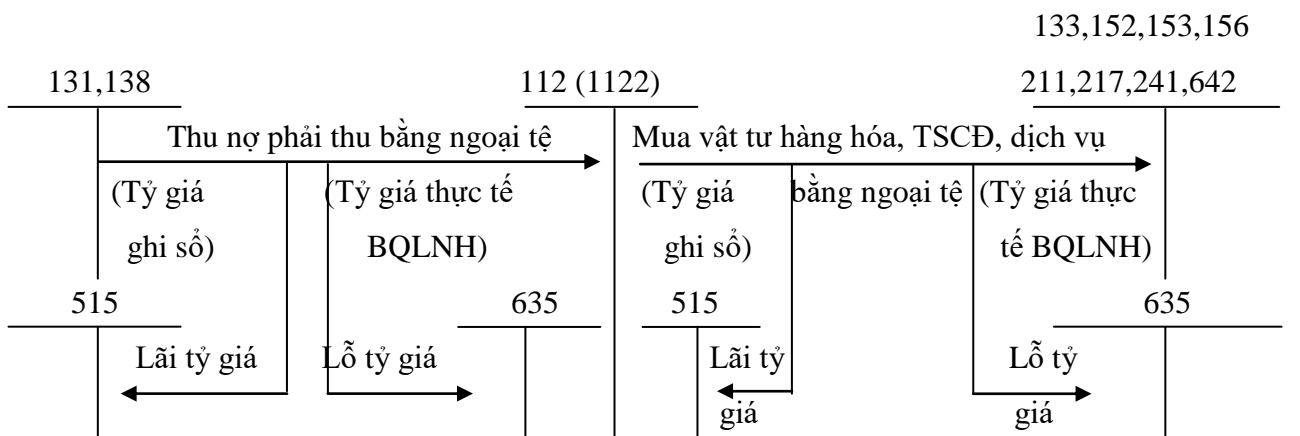 133,152,153,156
131,138 112 (1122) 211,217,241,642
Thu nợ phải thu bằng ngoại tệ Mua vật tư hàng hóa, TSCĐ, dịch vụ
(Tỷ giá (Tỷ giá thực tế (Tỷ giá bằng ngoại tệ (Tỷ giá thực
ghi sổ) BQLNH) ghi sổ) tế BQLNH)
515 635 515 635
Lãi tỷ giá Lỗ tỷ giá Lãi tỷ Lỗ tỷ
giá giá